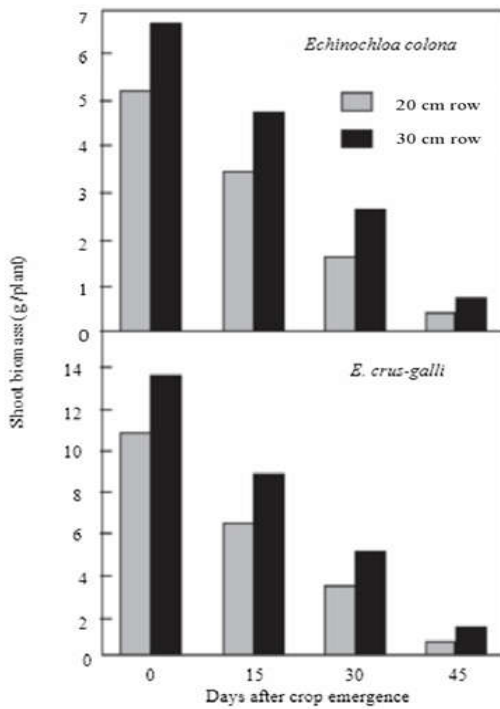 Echinochloa colona
20 cm row
30 cm row
7
6
5
4
3
2
1
0
Shoot biomass (g/plant)
E. crus-galli
14
12
10
8
6
4
2
0
0 15 30 45
Days after crop emergence